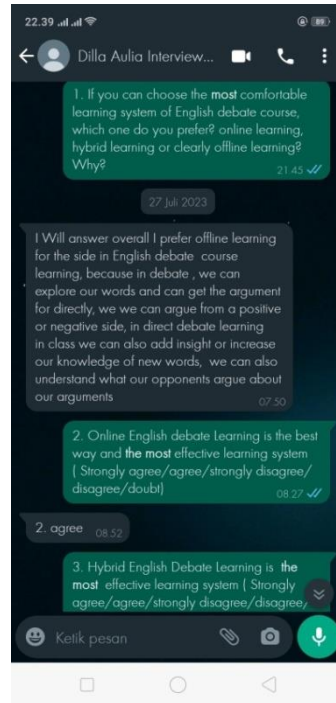 22.39
89
Dilla Aulia Interview...
1. If you can choose the most comfortable
learning system of English debate course,
which one do you prefer? online learning,
hybrid learning or clearly offline learning?
Why?
21.45
27 Juli 2023
I Will answer overall I prefer offline learning
for the side in English debate course
learning, because in debate , we can
explore our words and can get the argument
for directly, we we can argue from a positive
or negative side, in direct debate learning
in class we can also add insight or increase
our knowledge of new words, we can also
understand what our opponents argue about
our arguments
07.50
2. Online English debate Learning is the best
way and the most effective learning system
( Strongly agree/agree/strongly disagree/
disagree/doubt)
08.27
2. agree
08.52
3. Hybrid English Debate Learning is the
most effective learning system ( Strongly
agree/agree/strongly disagree/disagree/
Ketik pesan